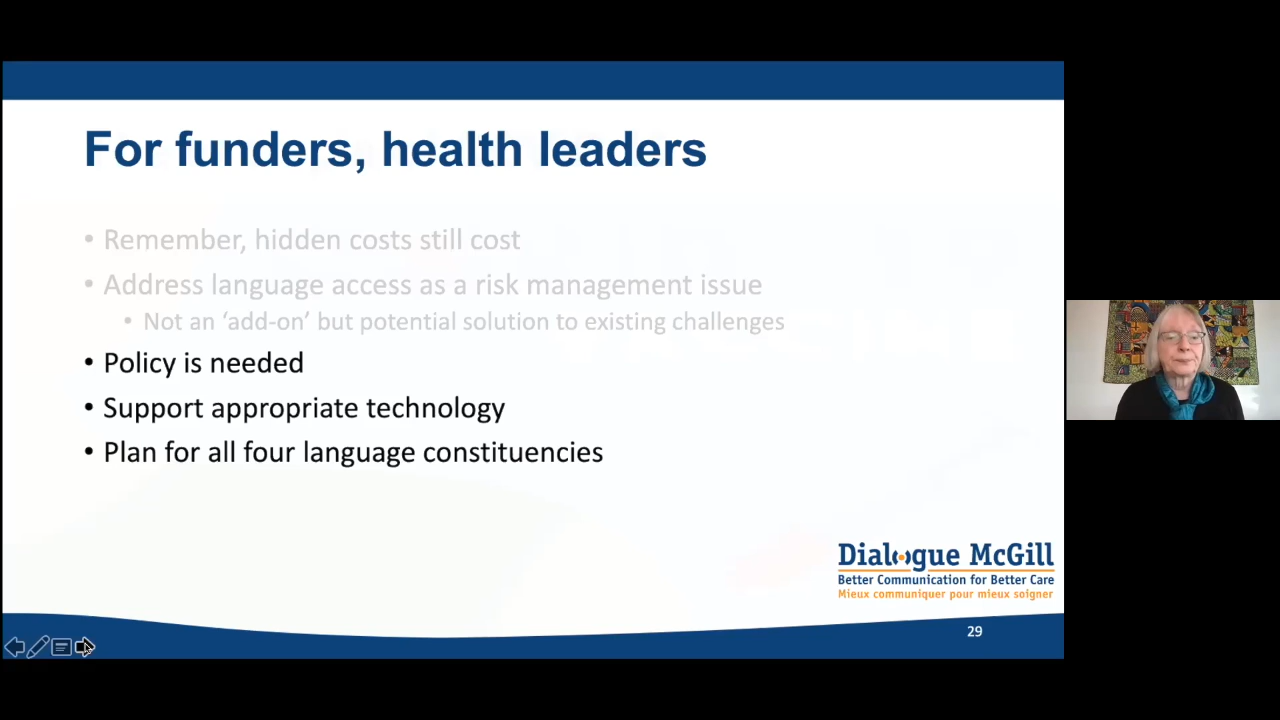 For funders, health leaders
• Remember, hidden costs still cost
• Address language access as a risk management issue
• Not an ‘add-on’ but potential solution to existing challenges
• Policy is needed
• Support appropriate technology
• Plan for all four language constituencies
Dialogue McGill
Better Communication for Better Care
Mieux communiquer pour mieux soigner
29